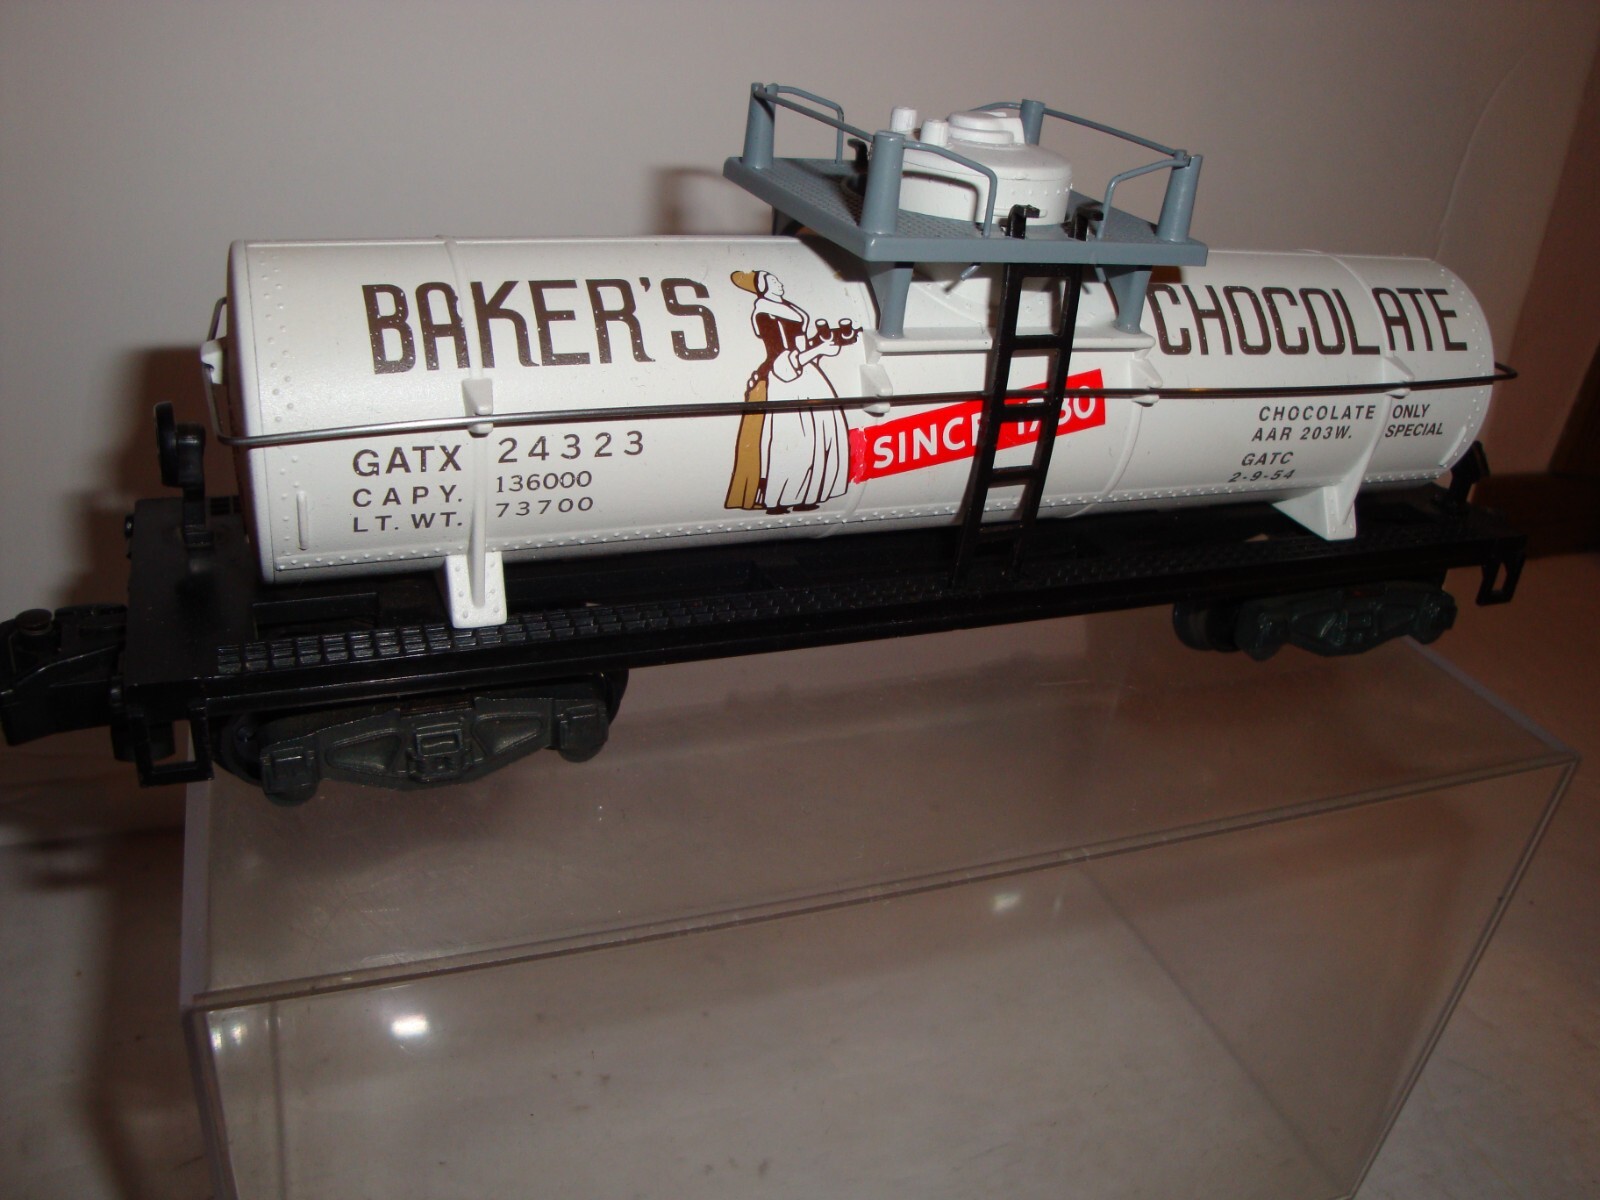 BAKER'S CHOCOLATE
SINCE
GATX 24323
CAPY. 136000
LT. WT. 73700
CHOCOLATE ONLY
AAR 203W. SPECIAL
GATC
2-9-54